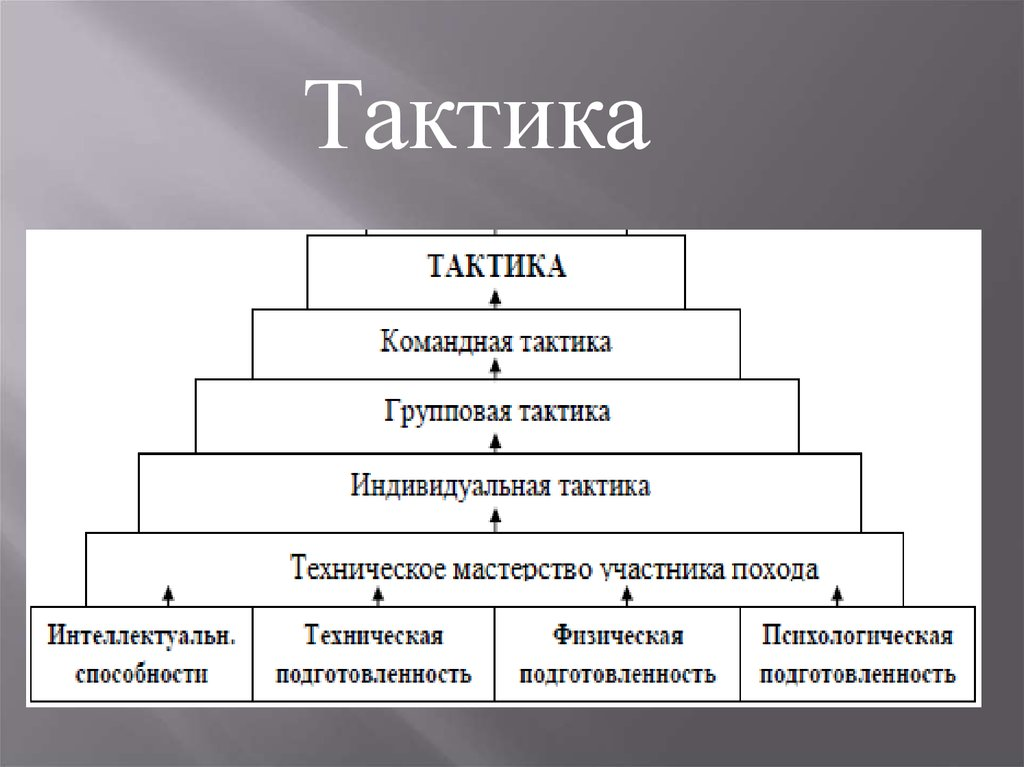 Тактика
ТАКТИКА
Командная тактика
Групповая тактика
Индивидуальная тактика
Техническое мастерство участника похода
Интеллектуальн.
способности
Техническая
подготовленность
Физическая
подготовленность
Психологическая
подготовленность